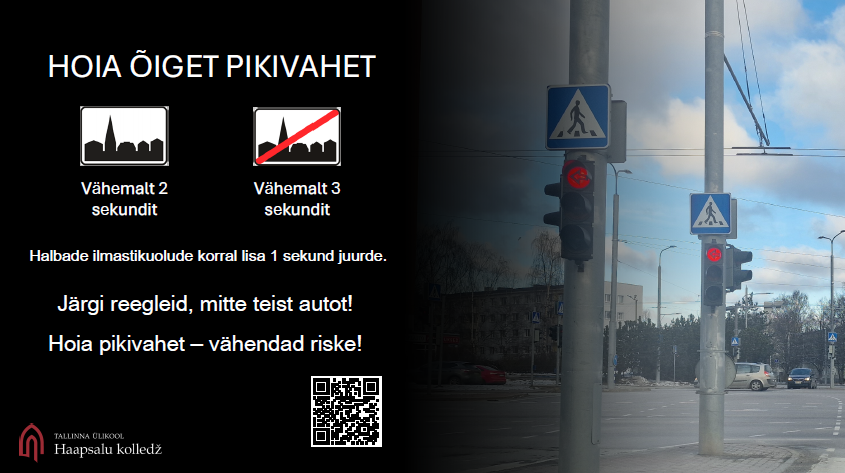 HOIA ÕIGET PIKIVAHET
Vähemalt 2
sekundit
Vähemalt 3
sekundit
Halbade ilmastikuolude korral lisa 1 sekund juurde.
Järgi reegleid, mitte teist autot!
Hoia pikivahet – vähendad riske!
TALLINNA ÜLIKOOL
Haapsalu kolledž